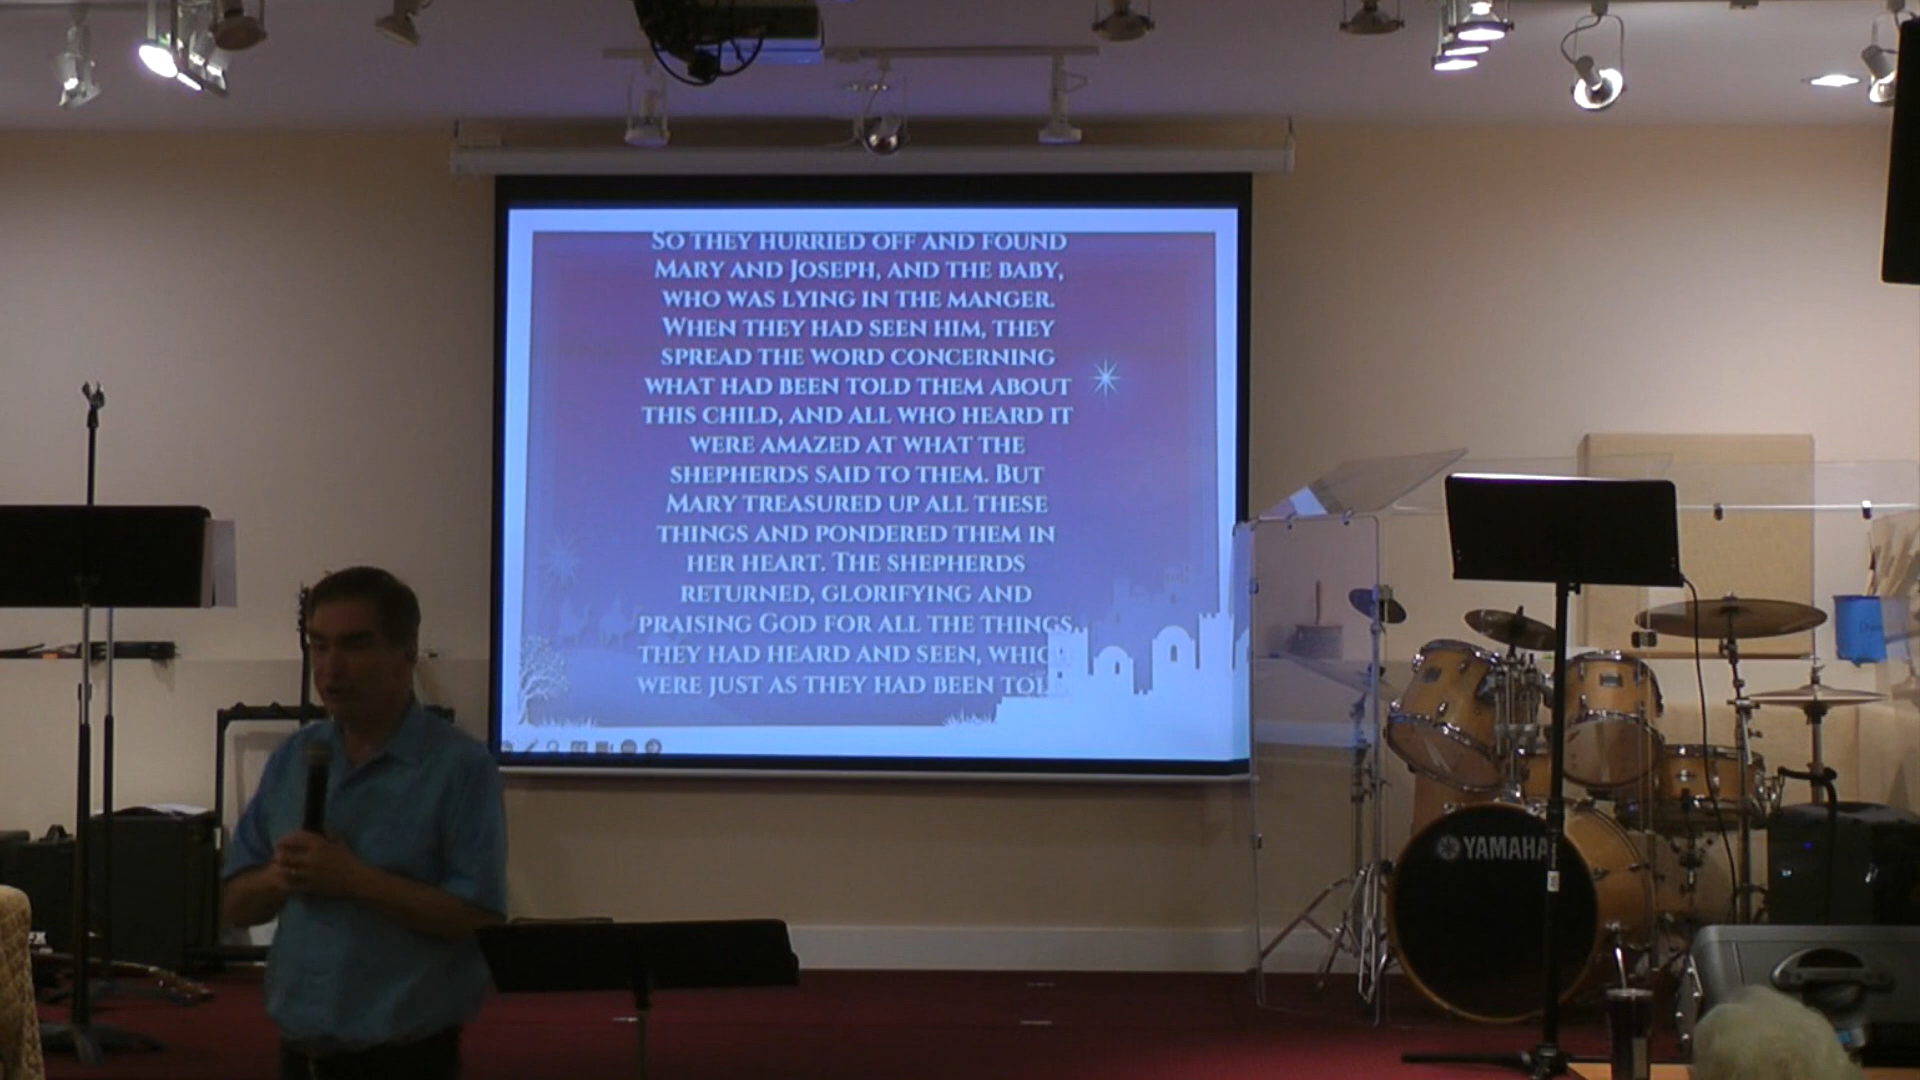 So they hurried off and found
Mary and Joseph, and the baby,
who was lying in the manger.
When they had seen him, they
spread the word concerning
what had been told them about
this child, and all who heard it
were amazed at what the
shepherds said to them. But
Mary treasured up all these
things and pondered them in
her heart. The shepherds
returned, glorifying and
praising God for all the things
they had heard and seen, which
were just as they had been told.
YAMAHA